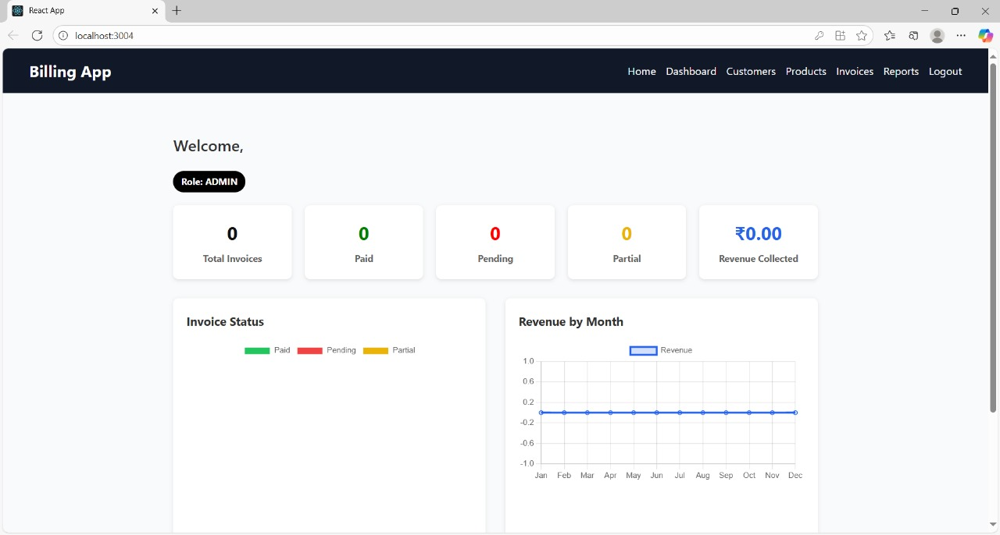 React App
localhost:3004
Billing App
Home Dashboard Customers Products Invoices Reports Logout
Welcome,
Role: ADMIN
0 0 0 0 ₹0.00
Total Invoices Paid Pending Partial Revenue Collected
Invoice Status
Paid Pending Partial
Revenue by Month
Revenue
1.0
0.6
0.2
-0.2
-0.6
-1.0
Jan Feb Mar Apr May Jun Jul Aug Sep Oct Nov Dec